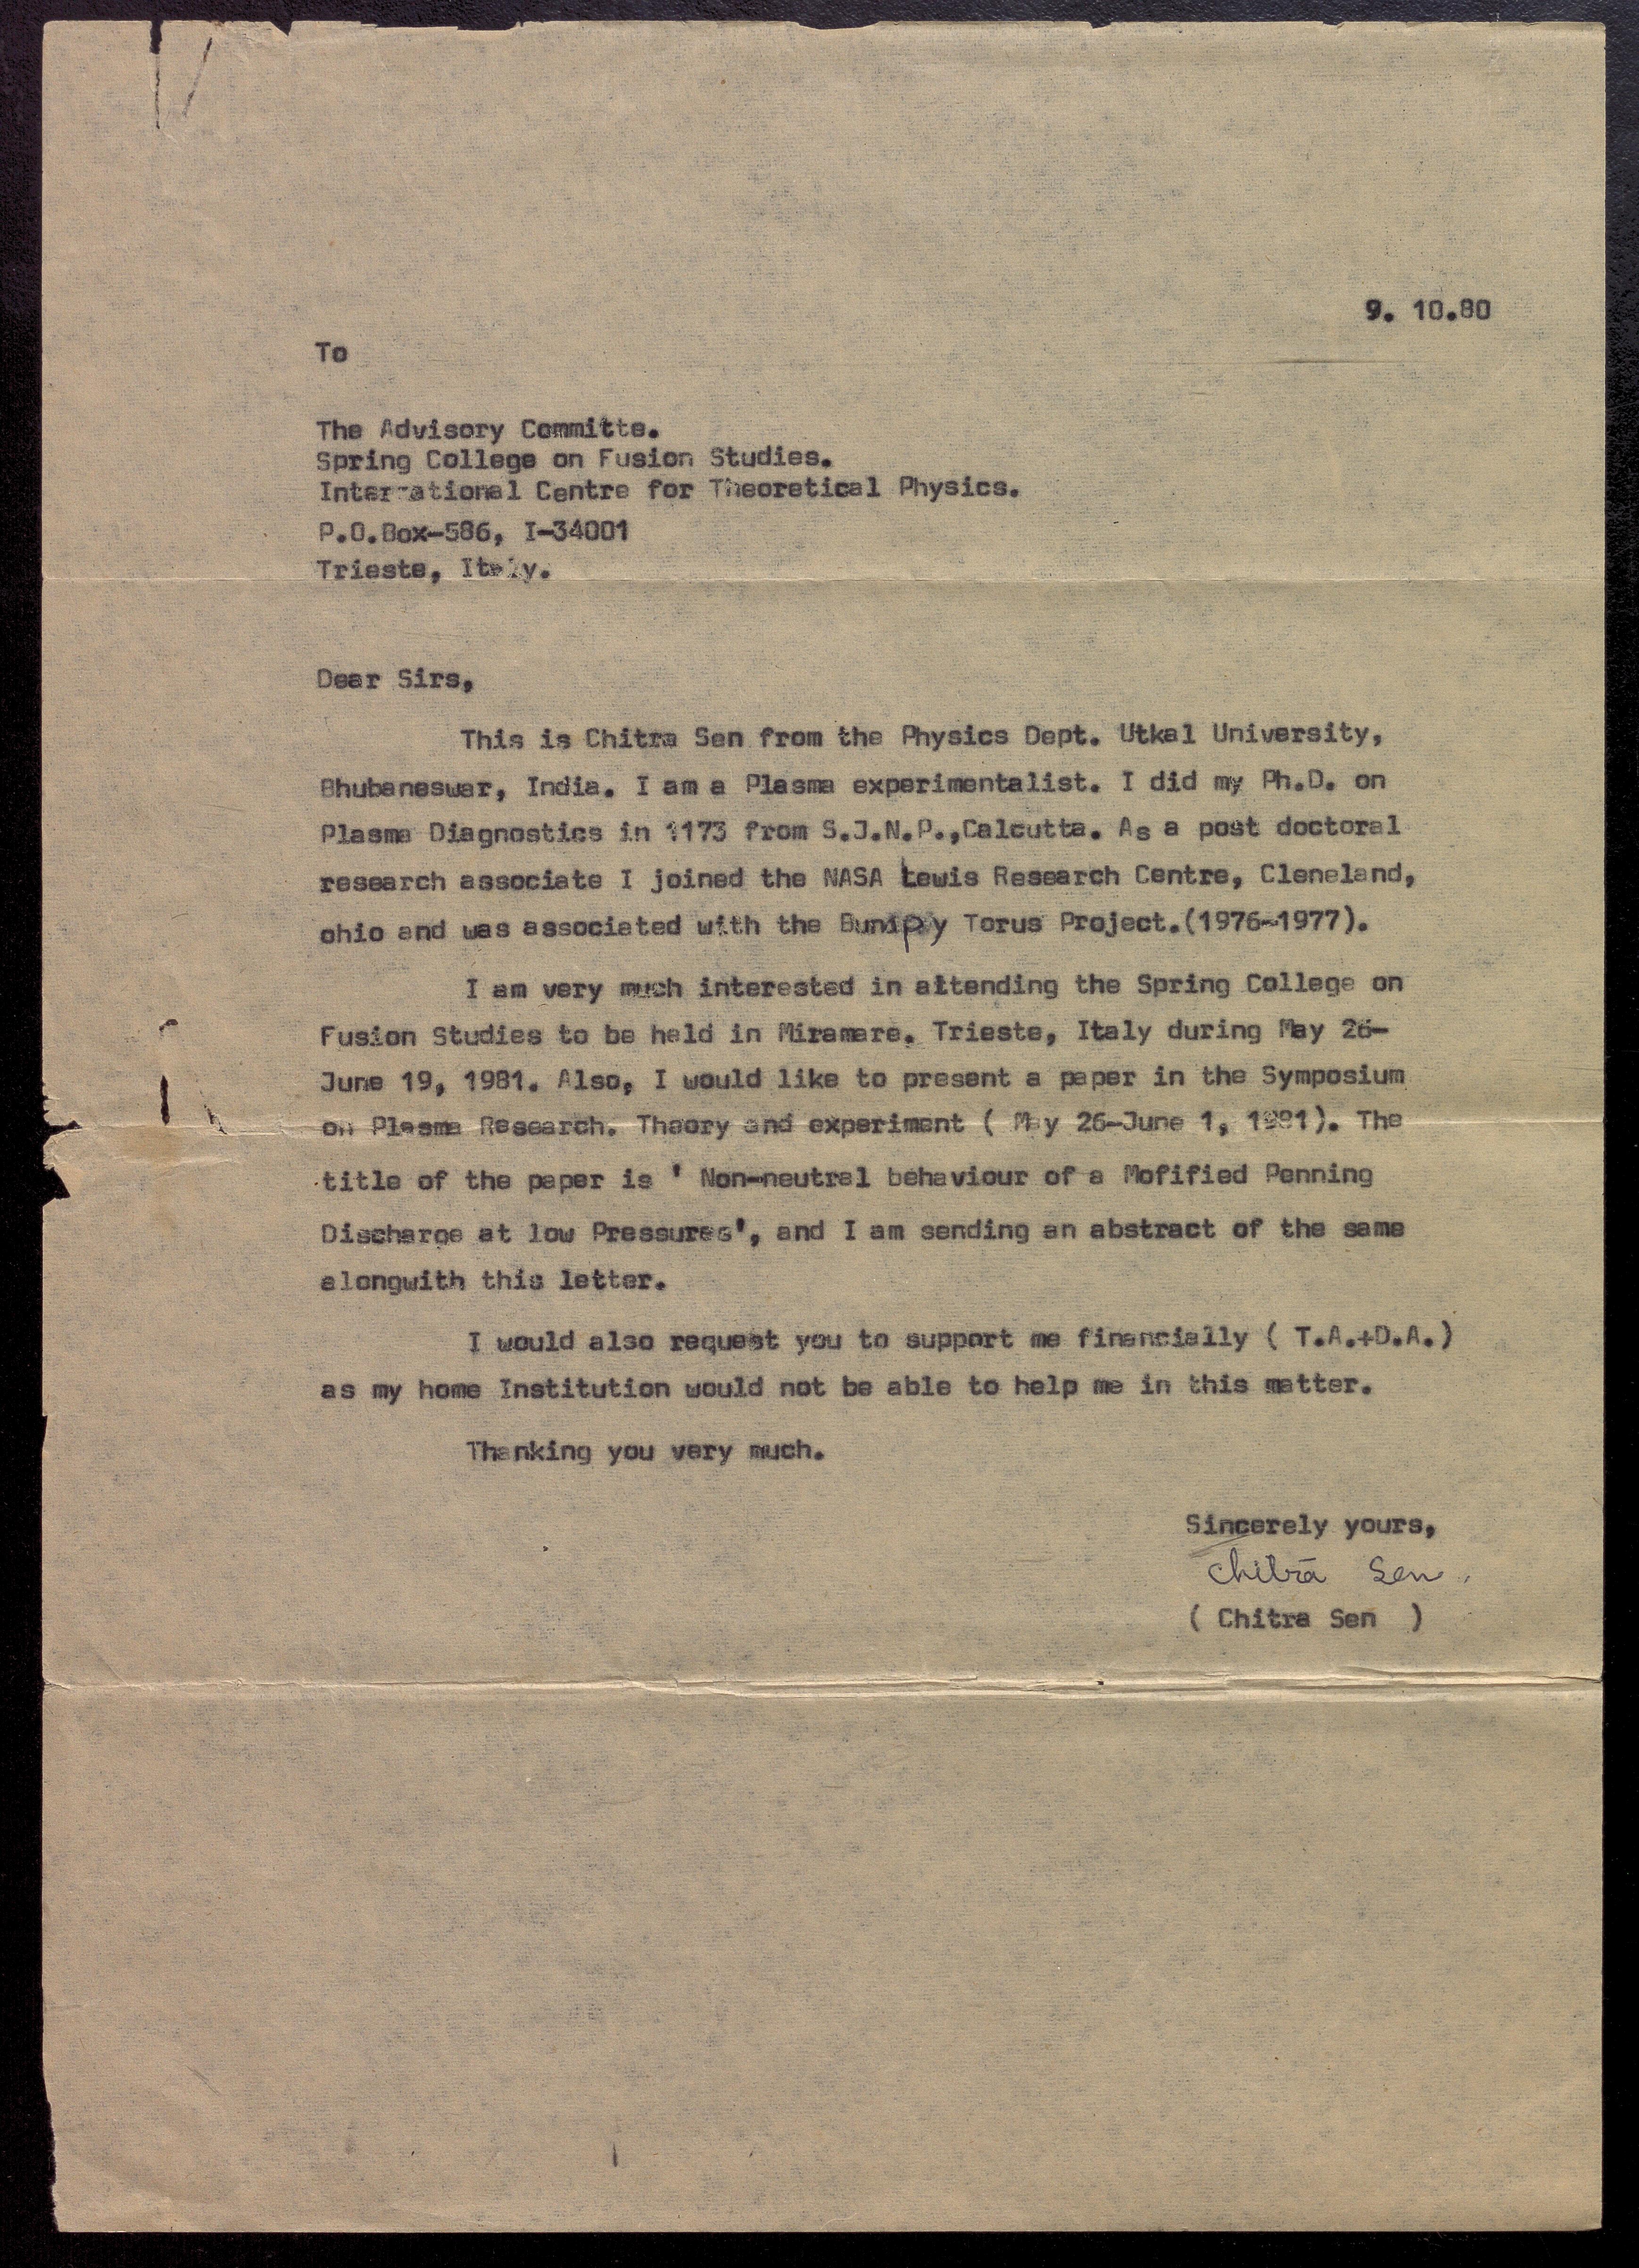 9. 10.80
To
The Advisory Committe.
Spring College on Fusion Studies.
International Centre for Theoretical Physics.
P.O.Box-586, I-34001
Trieste, Italy.
Dear Sirs,
This is Chitra Sen from the Physics Dept. Utkal University,
Bhubaneswar, India. I am a Plasma experimentalist. I did my Ph.D. on
Plasma Diagnostics in 1173 from S.J.N.P.,Calcutta. As a post doctoral
research associate I joined the NASA Lewis Research Centre, Cleneland,
ohio and was associated with the Torus Project.(1976-1977).
I am very much interested in attending the Spring College on
Fusion Studies to be held in Miramare. Trieste, Italy during May 26-
June 19, 1981. Also, I would like to present a paper in the Symposium
on Plasma Research. Theory and experiment ( May 26-June 1, 1981). The
title of the paper is ' Non-neutral behaviour of a Mofified Penning
Discharge at low Pressures', and I am sending an abstract of the same
alongwith this letter.
I would also request you to support me financially ( T.A.+D.A.)
as my home Institution would not be able to help me in this matter.
Thanking you very much.
Sincerely yours,
Chitra Sen.
( Chitra Sen )